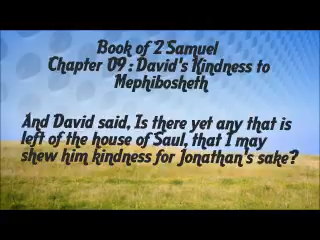 Book of 2 Samuel
Chapter 09 : David's Kindness to
Mephibosheth
And David said, Is there yet any that is
left of the house of Saul, that I may
shew him kindness for Jonathan's sake?